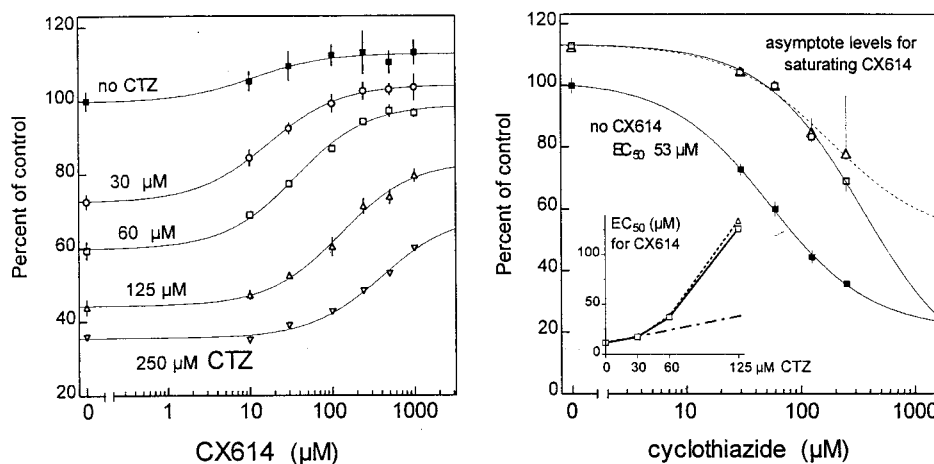 Percent of control
120
100
80
60
40
20
no CTZ
30 µM
60 µM
125 µM
250 µM CTZ
0
1
10
100
1000
CX614 (µM)
Percent of control
120
100
80
60
40
20
0
asymptote levels for
saturating CX614
no CX614
EC50 53 µM
EC50 (µM)
for CX614
100
50
0
0
30
60
125 µM CTZ
0
10
100
1000
cyclothiazide (µM)